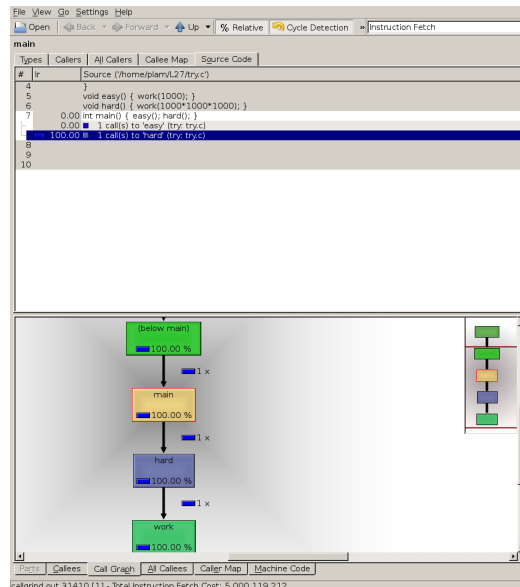 File View Go Settings Help
Open Back Forward Up % Relative Cycle Detection » Instruction Fetch
main
Types Callers All Callers Callee Map Source Code
# Ir Source ('/home/plam/L27/try.c')
4 }
5 void easy() { work(1000); }
6 void hard() { work(1000*1000*1000); }
7 0.00 int main() { easy(); hard(); }
0.00 1 call(s) to 'easy' (try: try.c)
100.00 1 call(s) to 'hard' (try: try.c)
8
9
10
(below main)
100.00 %
1 x
main
100.00 %
1 x
hard
100.00 %
1 x
work
100.00 %
Parts Callees Call Graph All Callees Caller Map Machine Code
callgrind.out.31410 [1] - Total Instruction Fetch Cost: 5 000 119 212